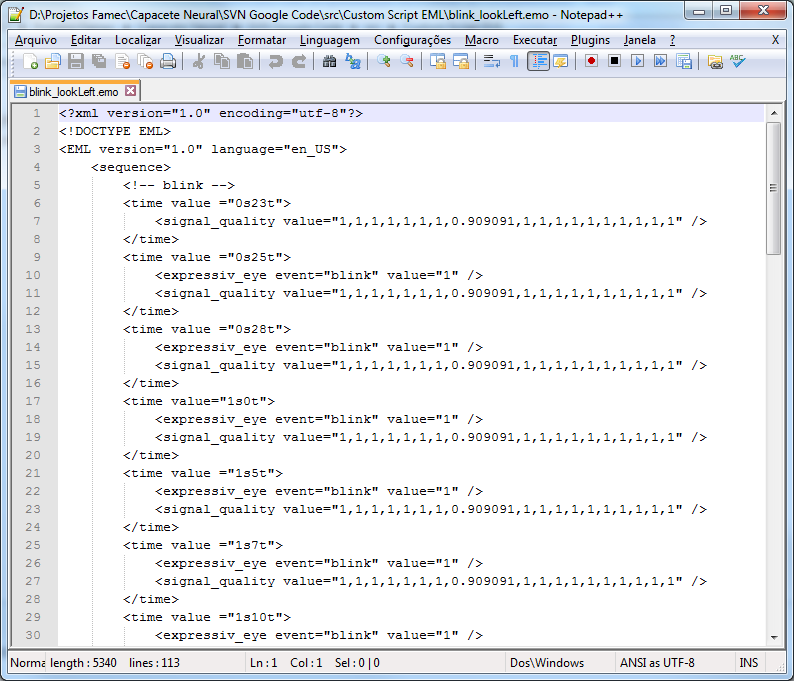 D:\Projetos Famec\Capacete Neural\SVN Google Code\src\Custom Script EML\blink_lookLeft.emo - Notepad++
Arquivo Editar Localizar Visualizar Formatar Linguagem Configurações Macro Executar Plugins Janela ? X
blink_lookLeft.emo
1 <?xml version="1.0" encoding="utf-8"?>
2 <!DOCTYPE EML>
3 <EML version="1.0" language="en_US">
4 <sequence>
5 <!-- blink -->
6 <time value ="0s23t">
7 <signal_quality value="1,1,1,1,1,1,1,0.909091,1,1,1,1,1,1,1,1,1,1" />
8 </time>
9 <time value ="0s25t">
10 <expressiv_eye event="blink" value="1" />
11 <signal_quality value="1,1,1,1,1,1,1,0.909091,1,1,1,1,1,1,1,1,1,1" />
12 </time>
13 <time value ="0s28t">
14 <expressiv_eye event="blink" value="1" />
15 <signal_quality value="1,1,1,1,1,1,1,0.909091,1,1,1,1,1,1,1,1,1,1" />
16 </time>
17 <time value="1s0t">
18 <expressiv_eye event="blink" value="1" />
19 <signal_quality value="1,1,1,1,1,1,1,0.909091,1,1,1,1,1,1,1,1,1,1" />
20 </time>
21 <time value ="1s5t">
22 <expressiv_eye event="blink" value="1" />
23 <signal_quality value="1,1,1,1,1,1,1,0.909091,1,1,1,1,1,1,1,1,1,1" />
24 </time>
25 <time value ="1s7t">
26 <expressiv_eye event="blink" value="1" />
27 <signal_quality value="1,1,1,1,1,1,1,0.909091,1,1,1,1,1,1,1,1,1,1" />
28 </time>
29 <time value ="1s10t">
30 <expressiv_eye event="blink" value="1" />
Norma length : 5340 lines : 113 Ln : 1 Col : 1 Sel : 0 | 0 Dos\Windows ANSI as UTF-8 INS